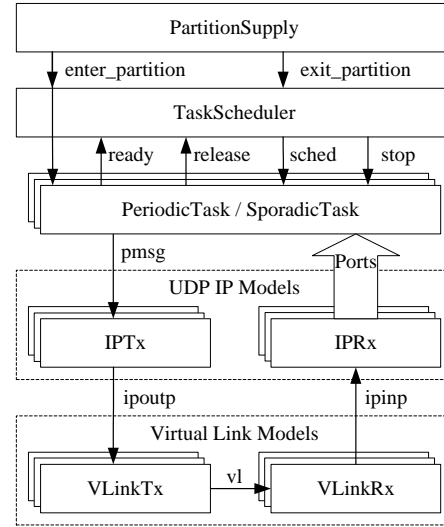 PartitionSupply
enter_partition exit_partition
TaskScheduler
ready release sched stop
PeriodicTask / SporadicTask
pmsg Ports
UDP IP Models
IPTx IPRx
ipoutp ipinp
Virtual Link Models
VLinkTx vl VLinkRx